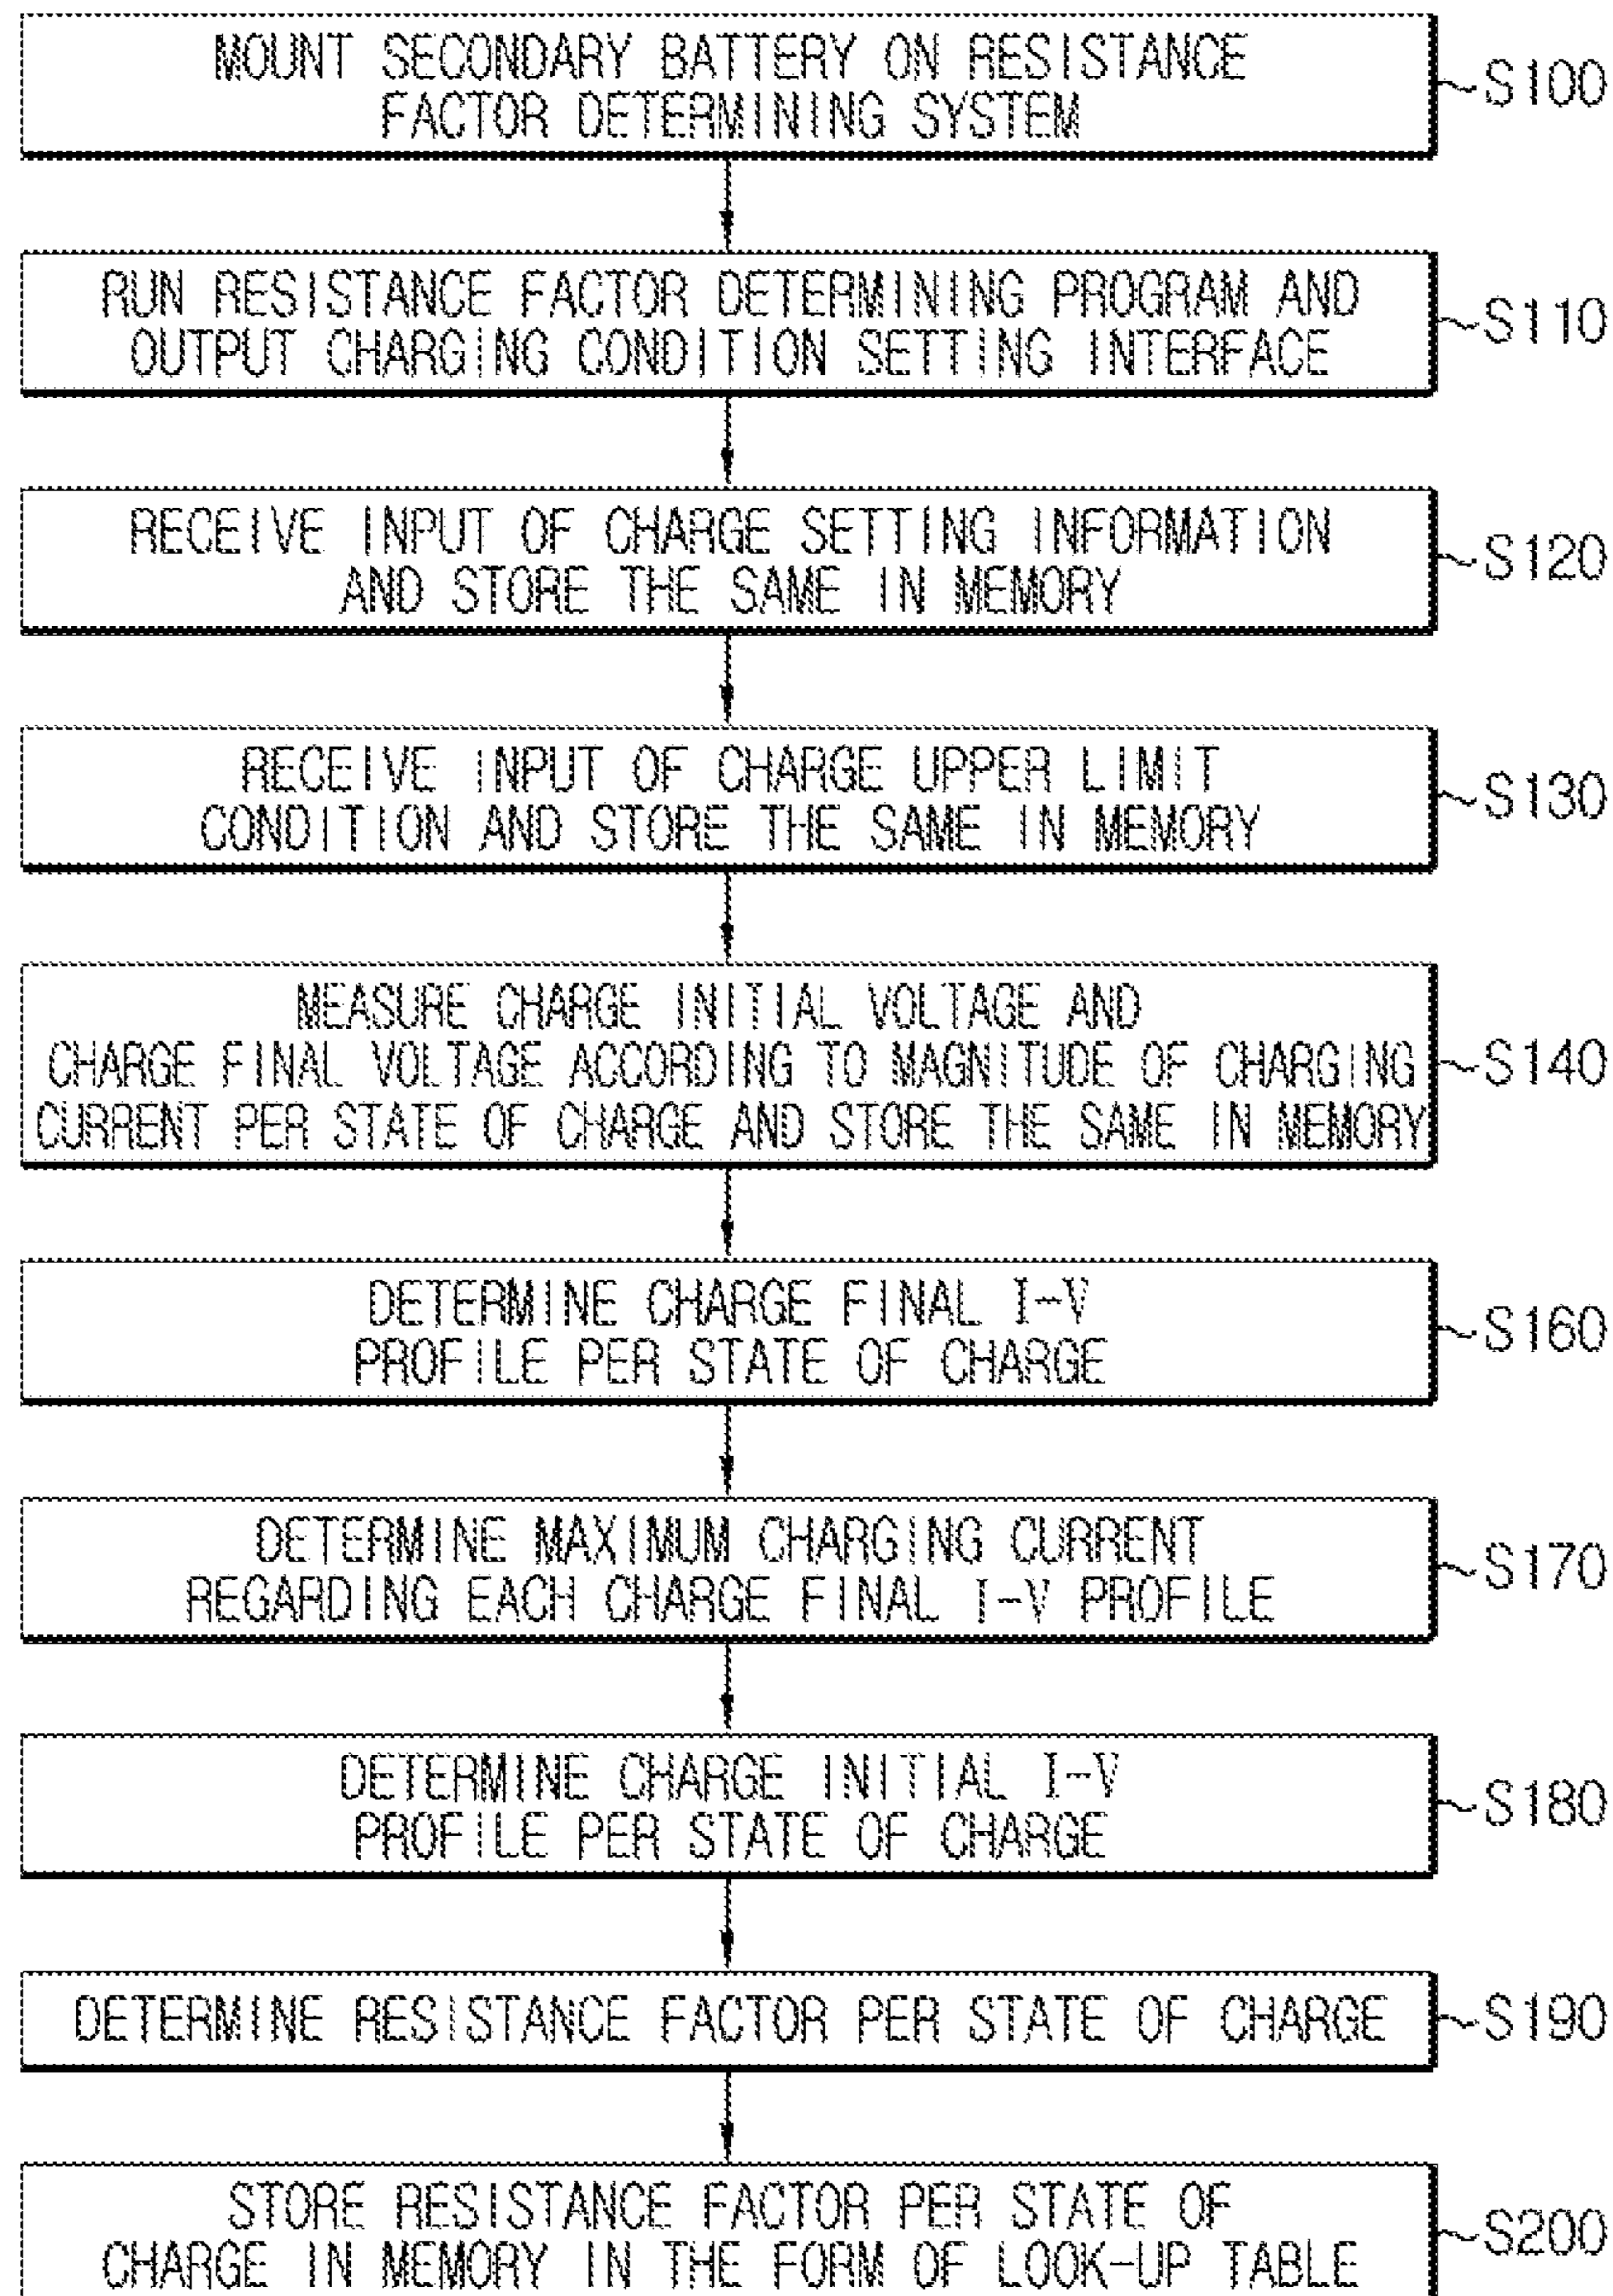 MOUNT SECONDARY BATTERY ON RESISTANCE
FACTOR DETERMINING SYSTEM
S100
RUN RESISTANCE FACTOR DETERMINING PROGRAM AND
OUTPUT CHARGING CONDITION SETTING INTERFACE
S110
RECEIVE INPUT OF CHARGE SETTING INFORMATION
AND STORE THE SAME IN MEMORY
S120
RECEIVE INPUT OF CHARGE UPPER LIMIT
CONDITION AND STORE THE SAME IN MEMORY
S130
MEASURE CHARGE INITIAL VOLTAGE AND
CHARGE FINAL VOLTAGE ACCORDING TO MAGNITUDE OF CHARGING
CURRENT PER STATE OF CHARGE AND STORE THE SAME IN MEMORY
S140
DETERMINE CHARGE FINAL I-V
PROFILE PER STATE OF CHARGE
S160
DETERMINE MAXIMUM CHARGING CURRENT
REGARDING EACH CHARGE FINAL I-V PROFILE
S170
DETERMINE CHARGE INITIAL I-V
PROFILE PER STATE OF CHARGE
S180
DETERMINE RESISTANCE FACTOR PER STATE OF CHARGE
S190
STORE RESISTANCE FACTOR PER STATE OF
CHARGE IN MEMORY IN THE FORM OF LOOK-UP TABLE
S200